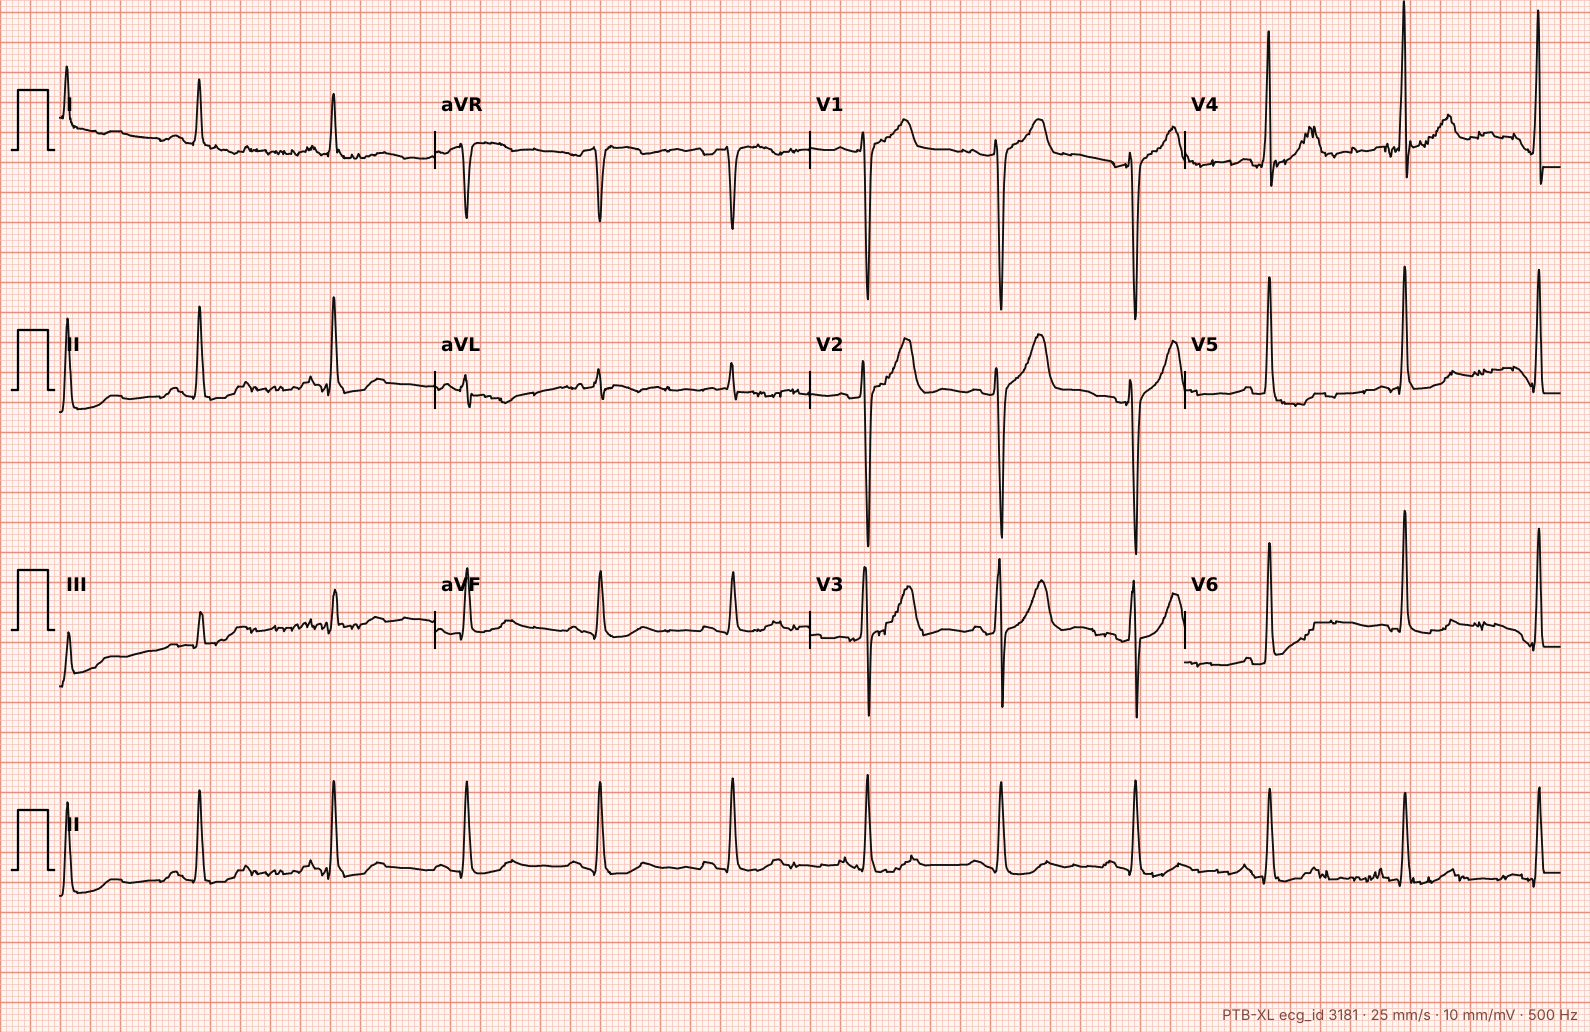 I aVR V1 V4
II aVL V2 V5
III aVF V3 V6
II
PTB-XL ecg_id 3181 · 25 mm/s · 10 mm/mV · 500 Hz